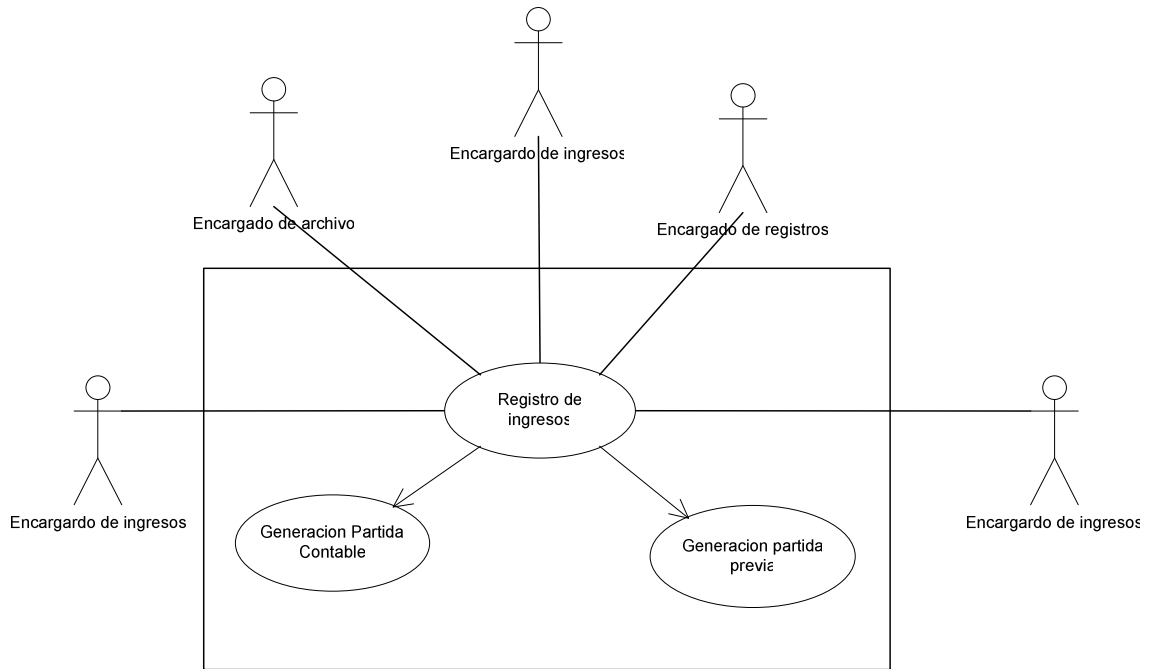 Encargardo de ingresos
Encargado de archivo
Encargado de registros
Registro de
ingresos
Encargardo de ingresos
Encargardo de ingresos
Generacion Partida
Contable
Generacion partida
previa